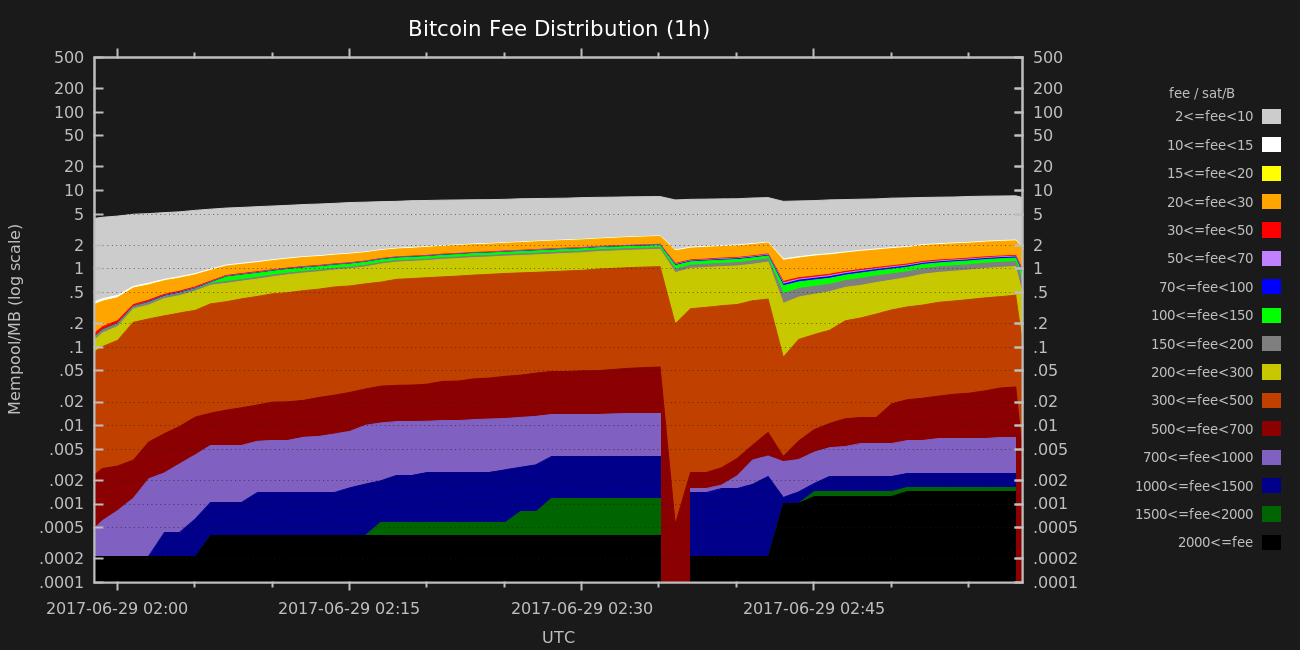 Bitcoin Fee Distribution (1h)
Mempool/MB (log scale)
500
200
100
50
20
10
5
2
1
.5
.2
.1
.05
.02
.01
.005
.002
.001
.0005
.0002
.0001
500
200
100
50
20
10
5
2
1
.5
.2
.1
.05
.02
.01
.005
.002
.001
.0005
.0002
.0001
2017-06-29 02:00
2017-06-29 02:15
2017-06-29 02:30
2017-06-29 02:45
UTC
fee / sat/B
2<=fee<10
10<=fee<15
15<=fee<20
20<=fee<30
30<=fee<50
50<=fee<70
70<=fee<100
100<=fee<150
150<=fee<200
200<=fee<300
300<=fee<500
500<=fee<700
700<=fee<1000
1000<=fee<1500
1500<=fee<2000
2000<=fee